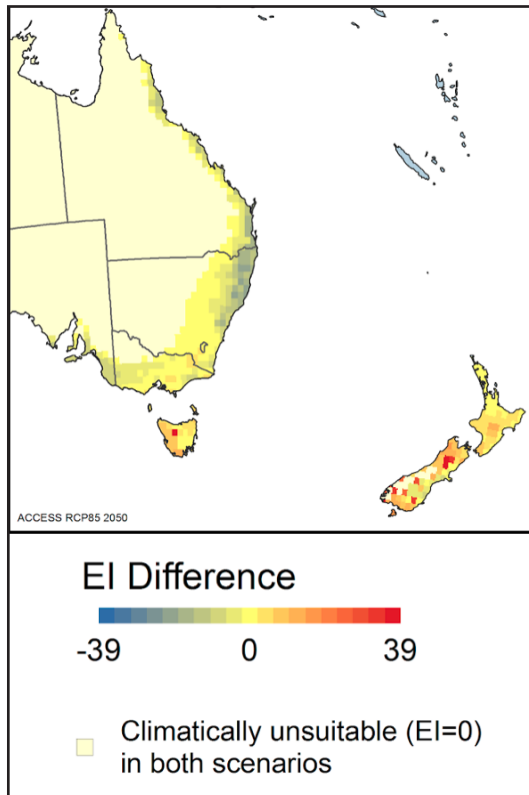 ACCESS RCP85 2050
EI Difference
-39 0 39
Climatically unsuitable (EI=0)
in both scenarios